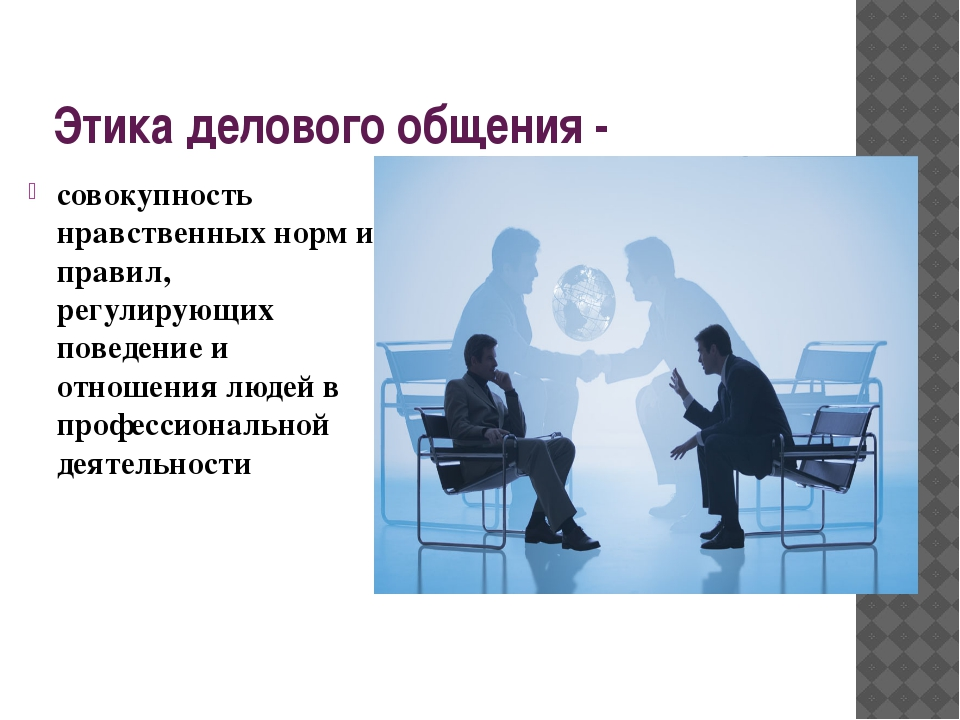 Этика делового общения -
совокупность
нравственных норм и
правил,
регулирующих
поведение и
отношения людей в
профессиональной
деятельности